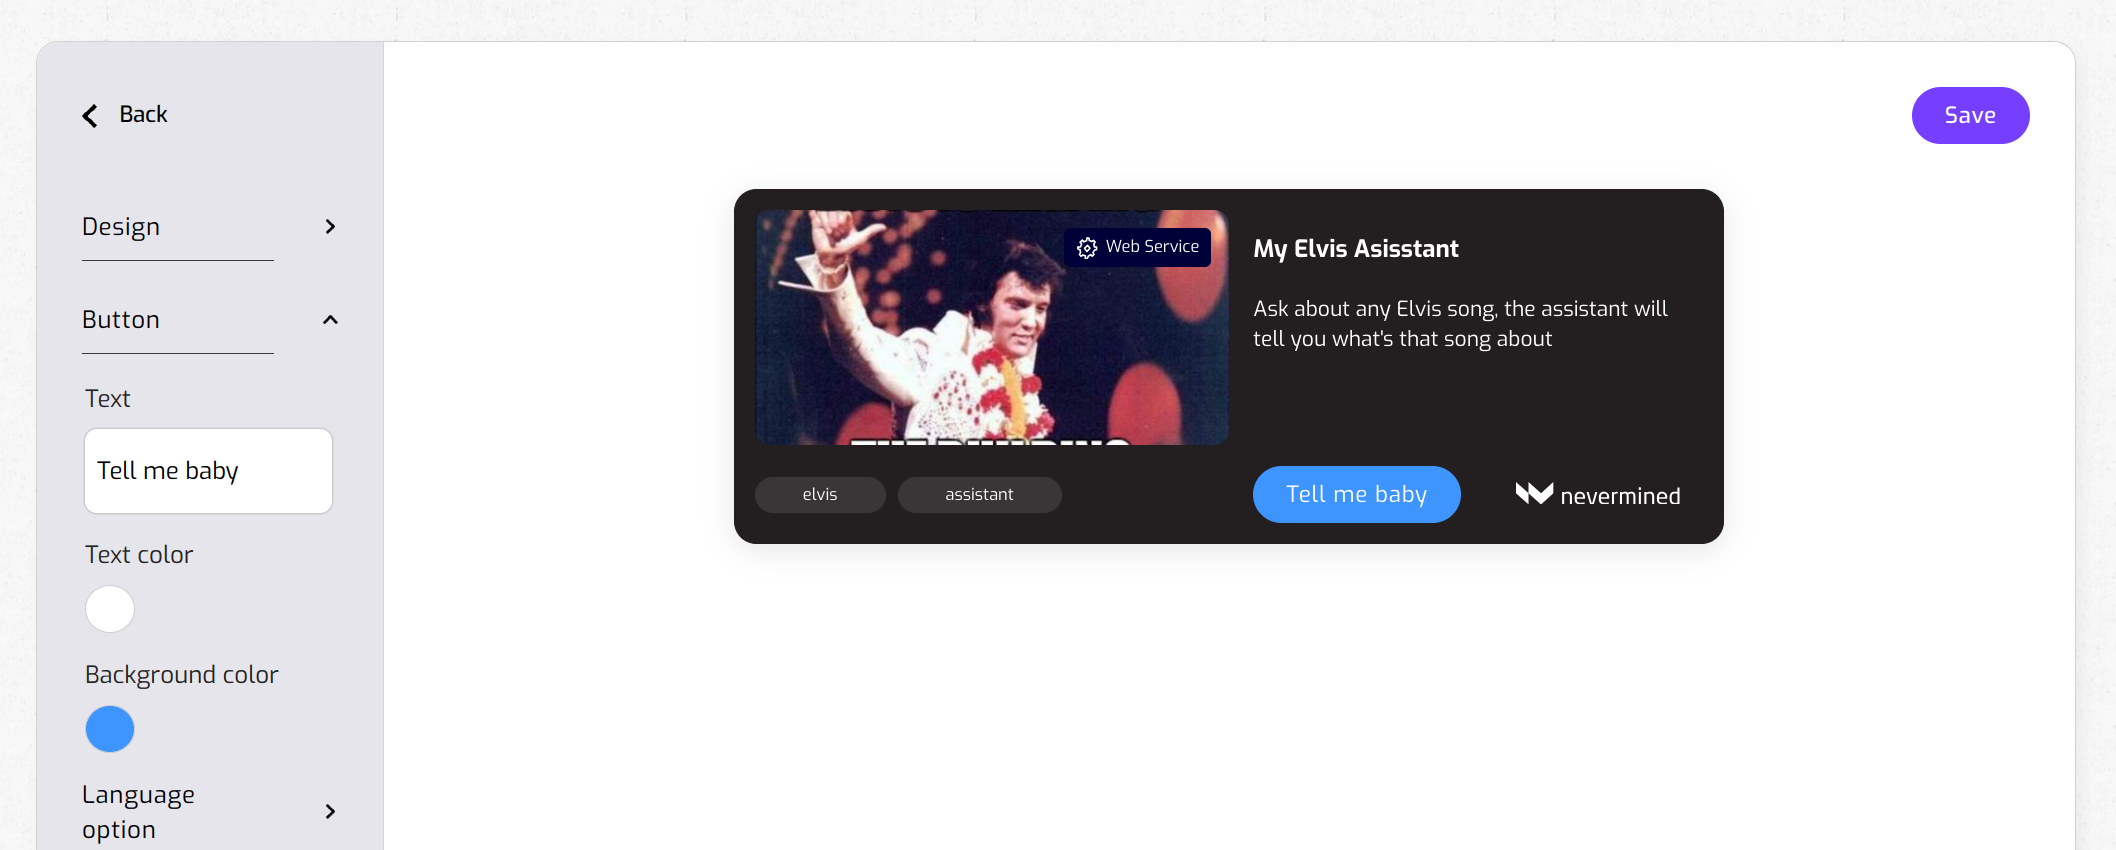 Back
Save
Design
Button
Text
Tell me baby
Text color
Background color
Language
option
Web Service
My Elvis Asisstant
Ask about any Elvis song, the assistant will
tell you what's that song about
elvis
assistant
Tell me baby
nevermined